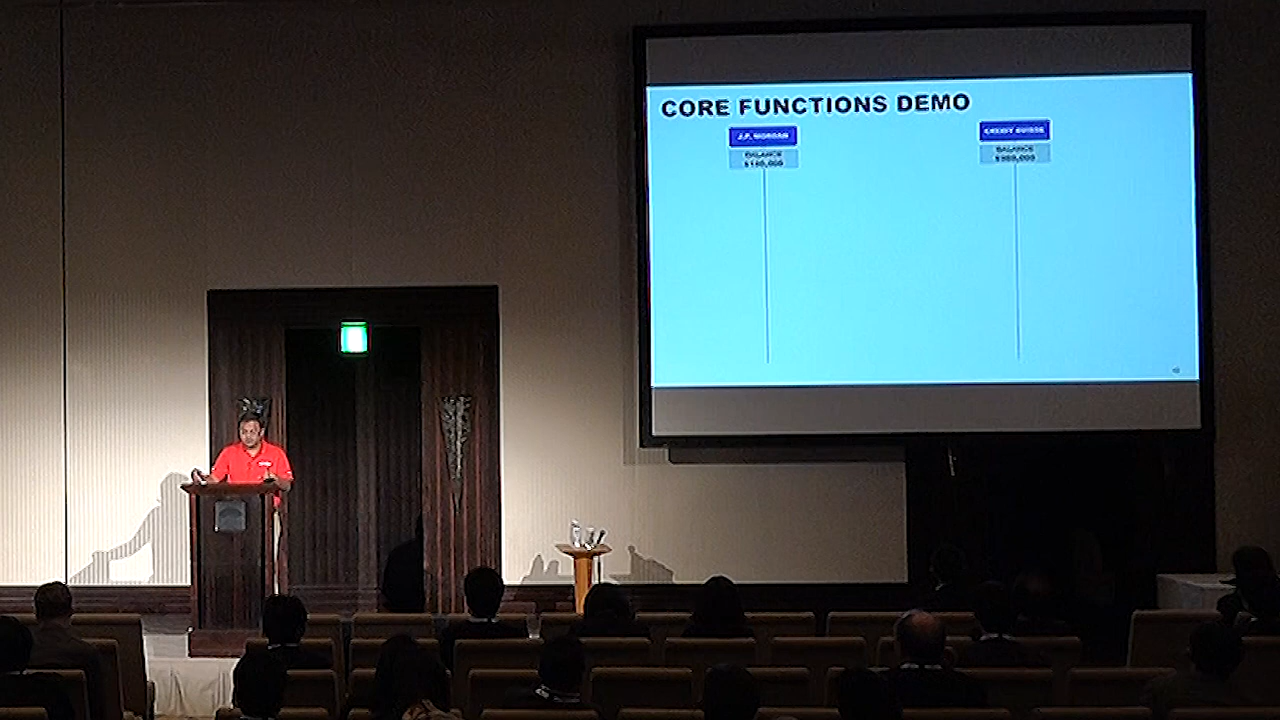 CORE FUNCTIONS DEMO
J.P. MORGAN
CREDIT SUISSE
BALANCE
BALANCE